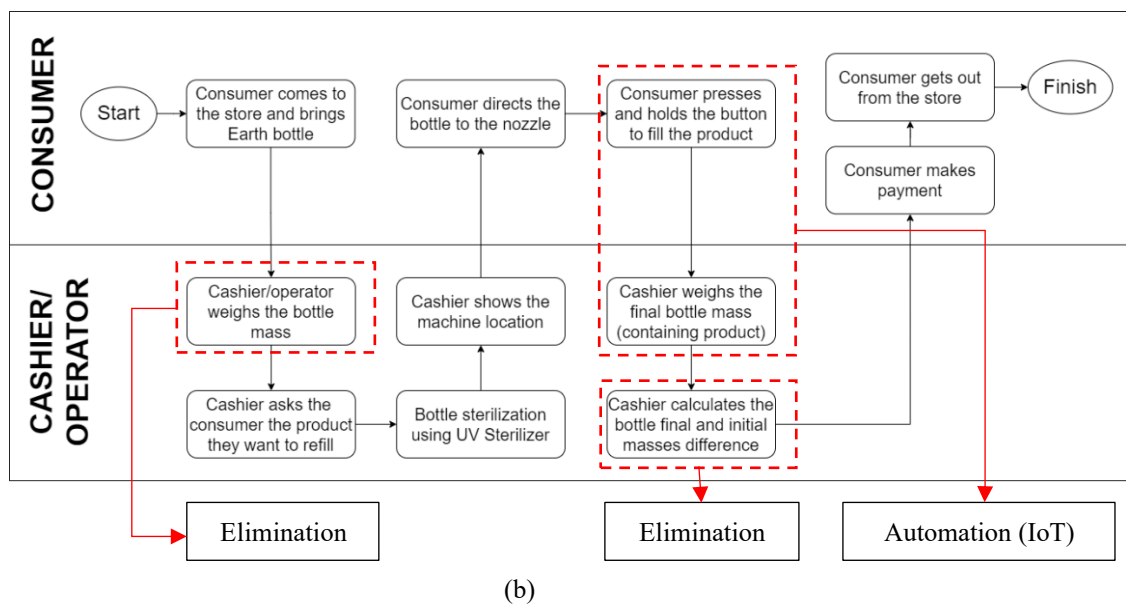 CONSUMER
Start
Consumer comes to
the store and brings
Earth bottle
Consumer directs the
bottle to the nozzle
Consumer presses
and holds the button
to fill the product
Consumer gets out
from the store
Finish
Consumer makes
payment
CASHIER/
OPERATOR
Cashier/operator
weighs the bottle
mass
Cashier shows the
machine location
Cashier weighs the
final bottle mass
(containing product)
Cashier asks the
consumer the product
they want to refill
Bottle sterilization
using UV Sterilizer
Cashier calculates the
bottle final and initial
masses difference
Elimination
Elimination
Automation (IoT)
(b)